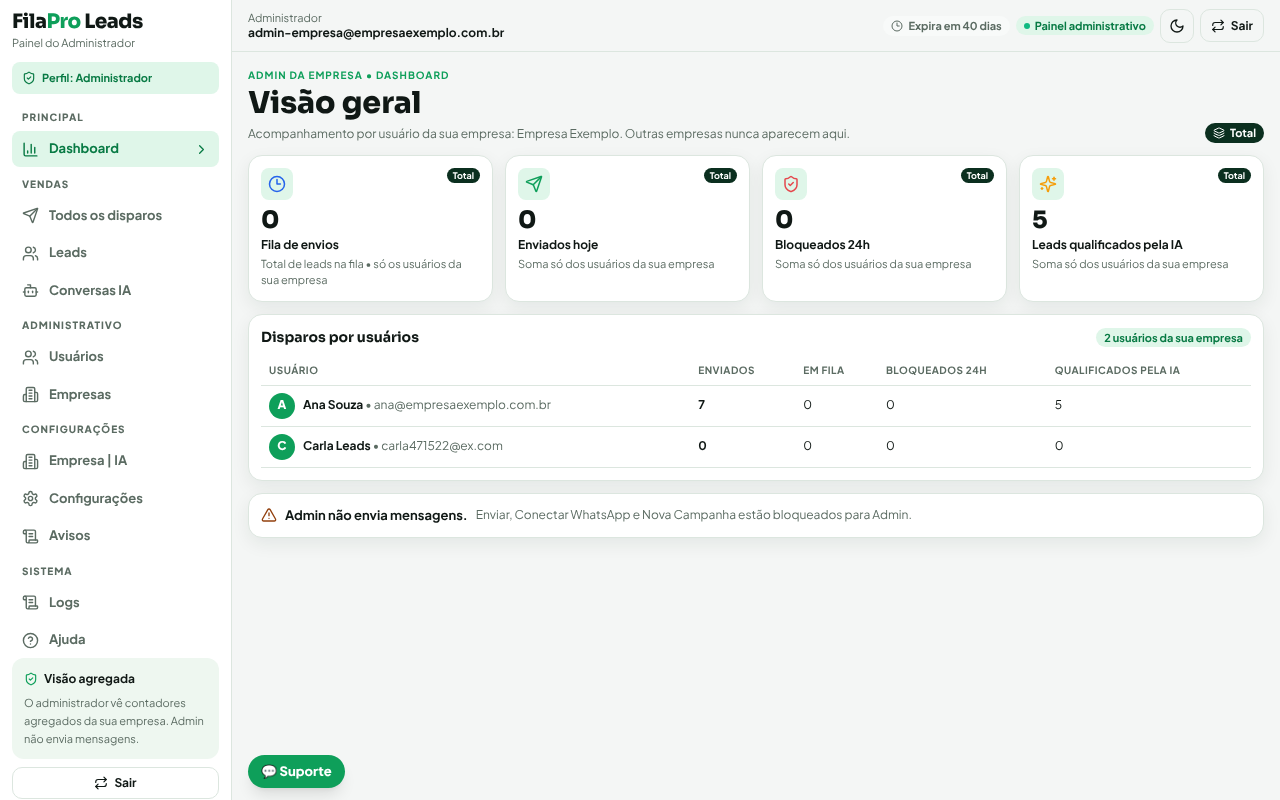 FilaPro Leads
Painel do Administrador
Perfil: Administrador
PRINCIPAL
Dashboard
VENDAS
Todos os disparos
Leads
Conversas IA
ADMINISTRATIVO
Usuários
Empresas
CONFIGURAÇÕES
Empresa | IA
Configurações
Avisos
SISTEMA
Logs
Ajuda
Visão agregada
O administrador vê contadores
agregados da sua empresa. Admin
não envia mensagens.
Sair
Administrador
admin-empresa@empresaexemplo.com.br
Expira em 40 dias
Painel administrativo
Sair
ADMIN DA EMPRESA • DASHBOARD
Visão geral
Acompanhamento por usuário da sua empresa: Empresa Exemplo. Outras empresas nunca aparecem aqui.
Total
Total
0
Fila de envios
Total de leads na fila • só os usuários da
sua empresa
Total
0
Enviados hoje
Soma só dos usuários da sua empresa
Total
0
Bloqueados 24h
Soma só dos usuários da sua empresa
Total
5
Leads qualificados pela IA
Soma só dos usuários da sua empresa
Disparos por usuários
2 usuários da sua empresa
USUÁRIO ENVIADOS EM FILA BLOQUEADOS 24H QUALIFICADOS PELA IA
A Ana Souza • ana@empresaexemplo.com.br 7 0 0 5
C Carla Leads • carla471522@ex.com 0 0 0 0
Admin não envia mensagens. Enviar, Conectar WhatsApp e Nova Campanha estão bloqueados para Admin.
💬 Suporte